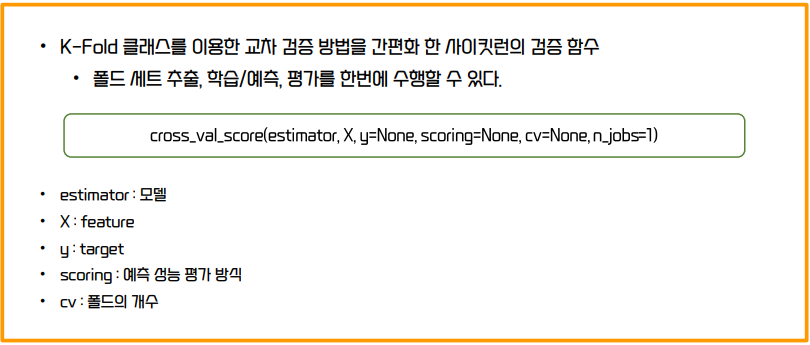 • K-Fold 클래스를 이용한 교차 검증 방법을 간편화 한 사이킷런의 검증 함수
• 폴드 세트 추출, 학습/예측, 평가를 한번에 수행할 수 있다.
cross_val_score(estimator, X, y=None, scoring=None, cv=None, n_jobs=1)
• estimator : 모델
• X : feature
• y : target
• scoring : 예측 성능 평가 방식
• cv : 폴드의 개수